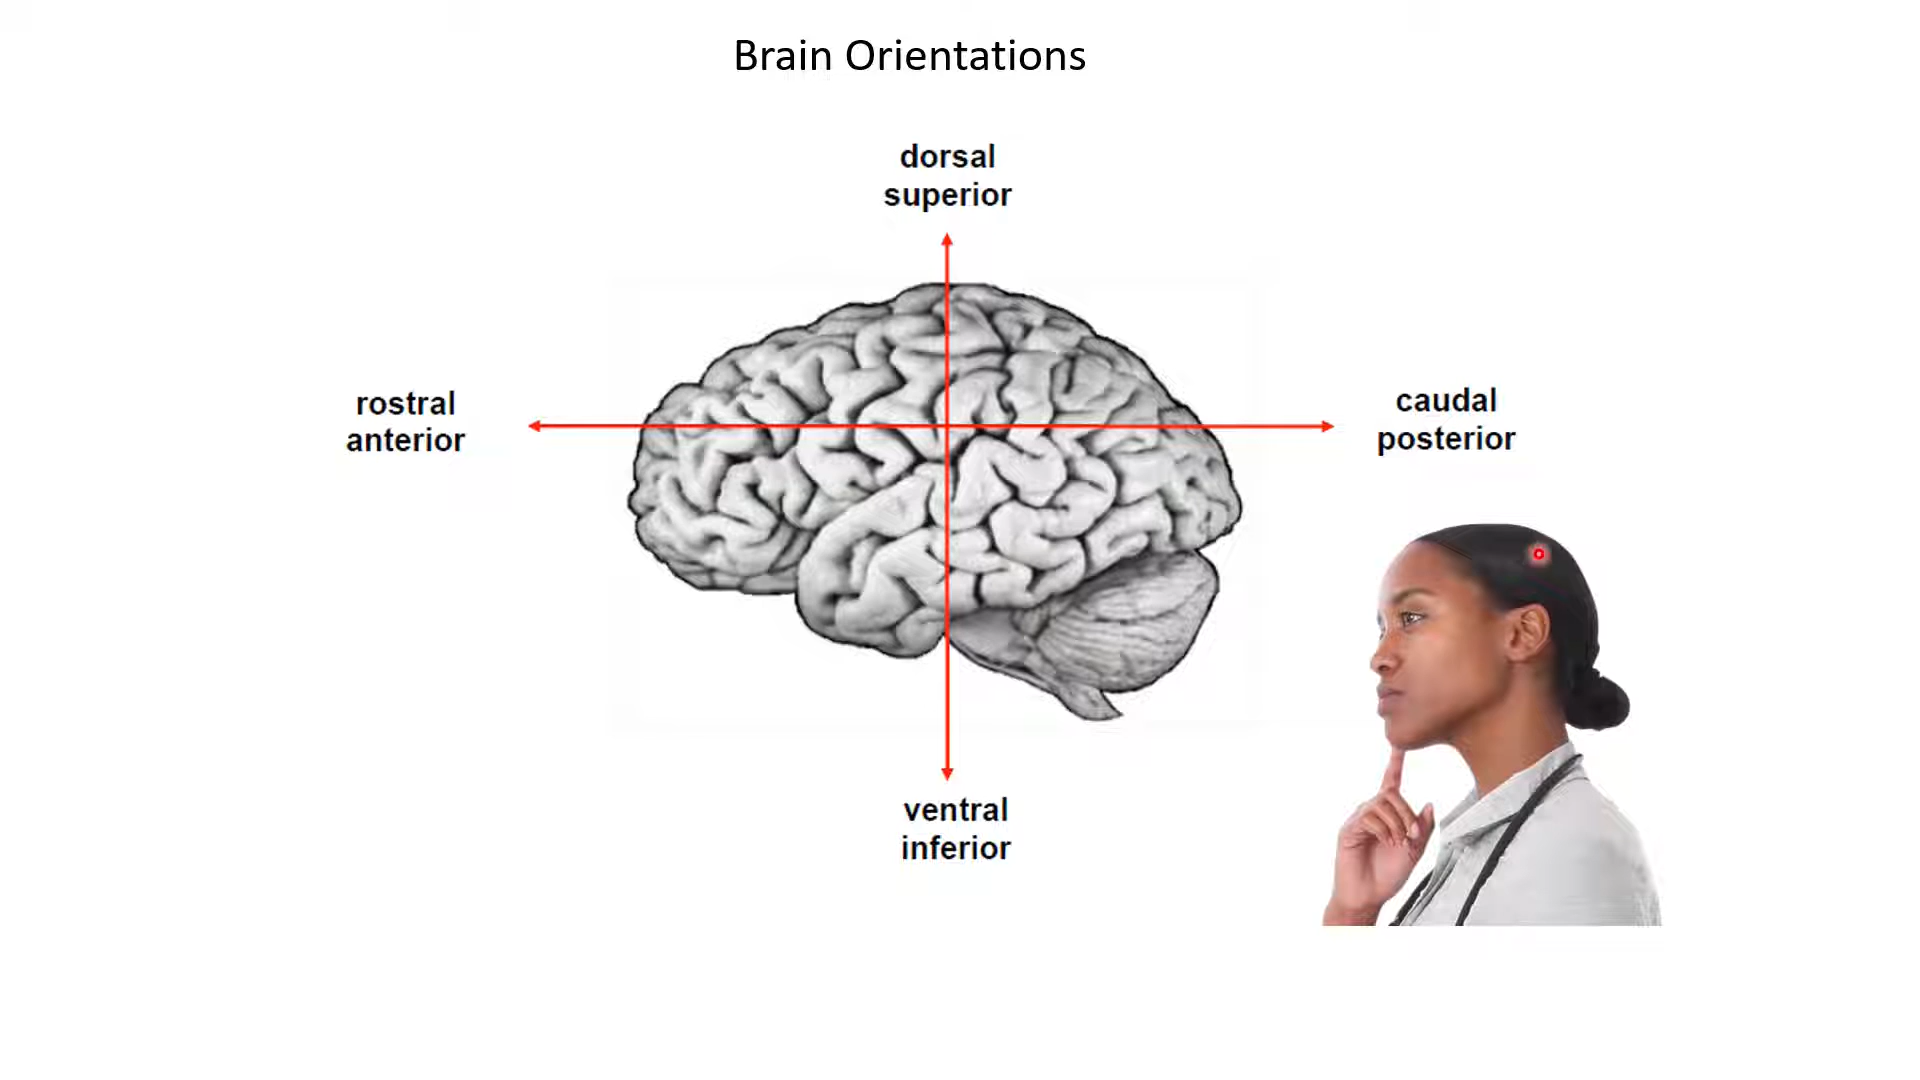 Brain Orientations
dorsal
superior
rostral
anterior
caudal
posterior
ventral
inferior